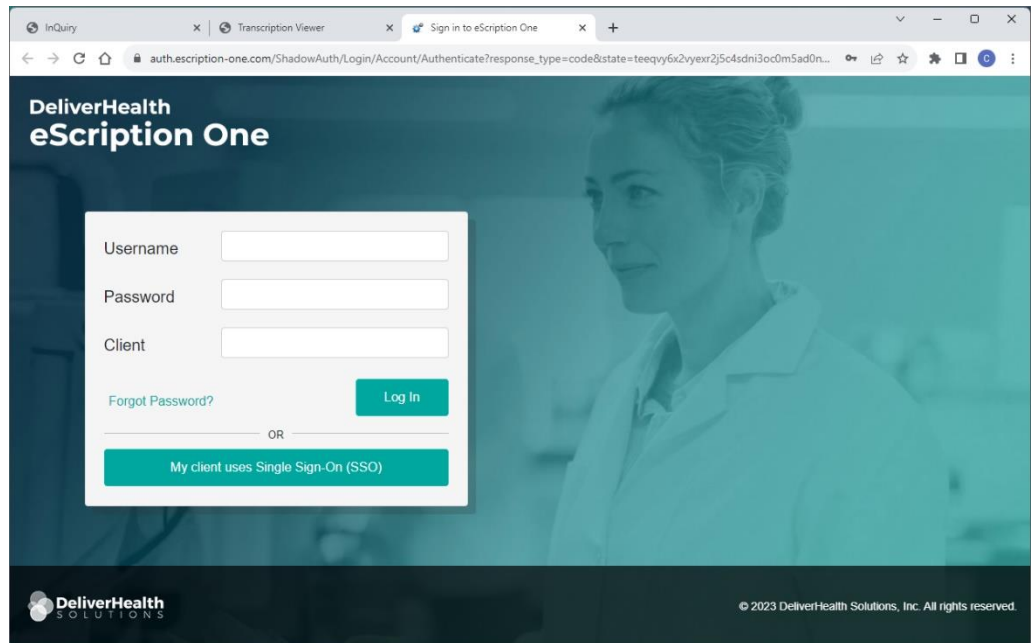 InQuiry
Transcription Viewer
Sign in to eScription One
auth.escription-one.com/ShadowAuth/Login/Account/Authenticate?response_type=code&state=teeqvy6x2vyexr2j5c4sdni3oc0m5ad0n...
C
DeliverHealth
eScription One
Username
Password
Client
Forgot Password?
Log In
OR
My client uses Single Sign-On (SSO)
DeliverHealth
SOLUTIONS
© 2023 DeliverHealth Solutions, Inc. All rights reserved.